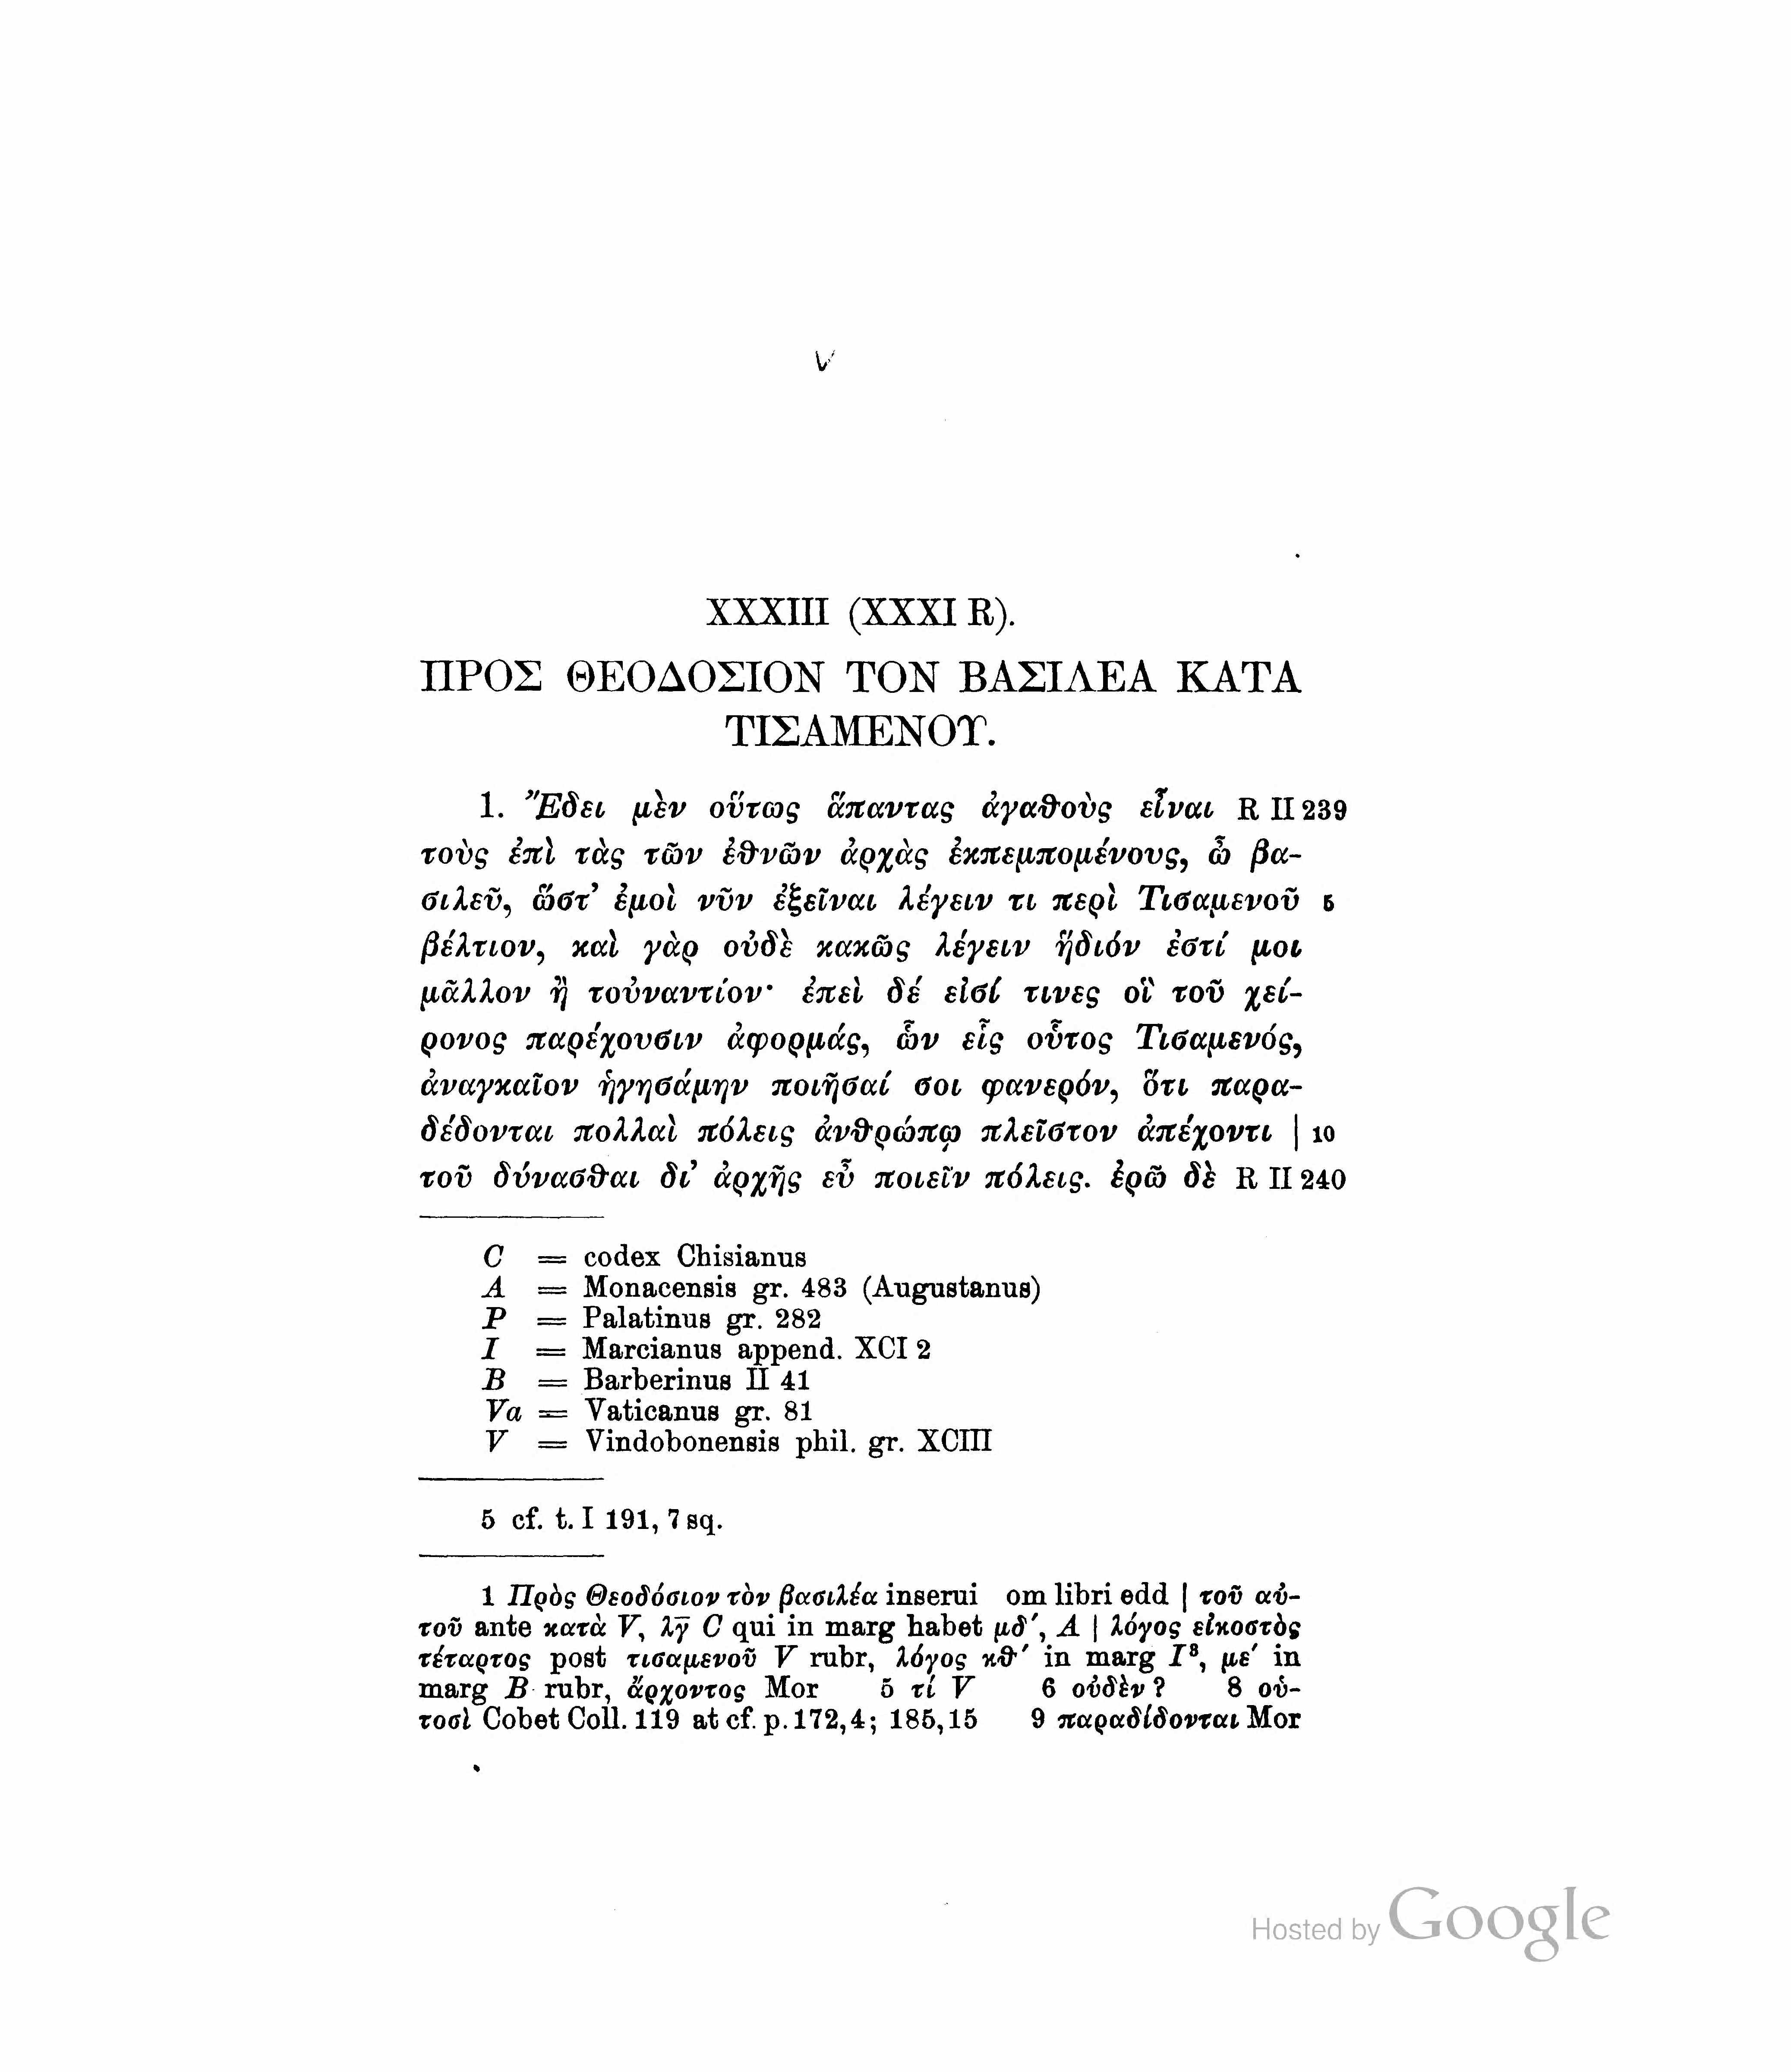 XXXIII (XXXI R).
ΠΡΟΣ ΘΕΟΔΟΣΙΟΝ ΤΟΝ ΒΑΣΙΛΕΑ ΚΑΤΑ
ΤΙΣΑΜΕΝΟΥ.
1. Ἔδει μὲν οὕτως ἅπαντας ἀγαθοὺς εἶναι R II 239
τοὺς ἐπὶ τὰς τῶν ἐθνῶν ἀρχὰς ἐκπεμπομένους, ὦ βα-
σιλεῦ, ὥστ’ ἐμοὶ νῦν ἐξεῖναι λέγειν τι περὶ Τισαμενοῦ 5
βέλτιον, καὶ γὰρ οὐδὲ κακῶς λέγειν ἥδιόν ἐστί μοι
μᾶλλον ἢ τοὐναντίον· ἐπεὶ δέ εἰσί τινες οἳ τοῦ χεί-
ρονος παρέχουσιν ἀφορμάς, ὧν εἷς οὗτος Τισαμενός,
ἀναγκαῖον ἡγησάμην ποιῆσαί σοι φανερόν, ὅτι παρα-
δέδονται πολλαὶ πόλεις ἀνθρώπῳ πλεῖστον ἀπέχοντι | 10
τοῦ δύνασθαι δι’ ἀρχῆς εὖ ποιεῖν πόλεις. ἐρῶ δὲ R II 240
C = codex Chisianus
A = Monacensis gr. 483 (Augustanus)
P = Palatinus gr. 282
I = Marcianus append. XCI 2
B = Barberinus II 41
Va = Vaticanus gr. 81
V = Vindobonensis phil. gr. XCIII
5 cf. t. I 191, 7 sq.
1 Πρὸς Θεοδόσιον τὸν βασιλέα inserui om libri edd | τοῦ αὐ-
τοῦ ante κατὰ V, λγ̅ C qui in marg habet μδ′, A | λόγος εἰκοστὸς
τέταρτος post τισαμενοῦ V rubr, λόγος κθ′ in marg I⁸, με′ in
marg B rubr, ἄρχοντος Mor 5 τί V 6 οὐδὲν? 8 οὑ-
τοσὶ Cobet Coll. 119 at cf. p. 172,4; 185,15 9 παραδίδονται Mor
Hosted by Google